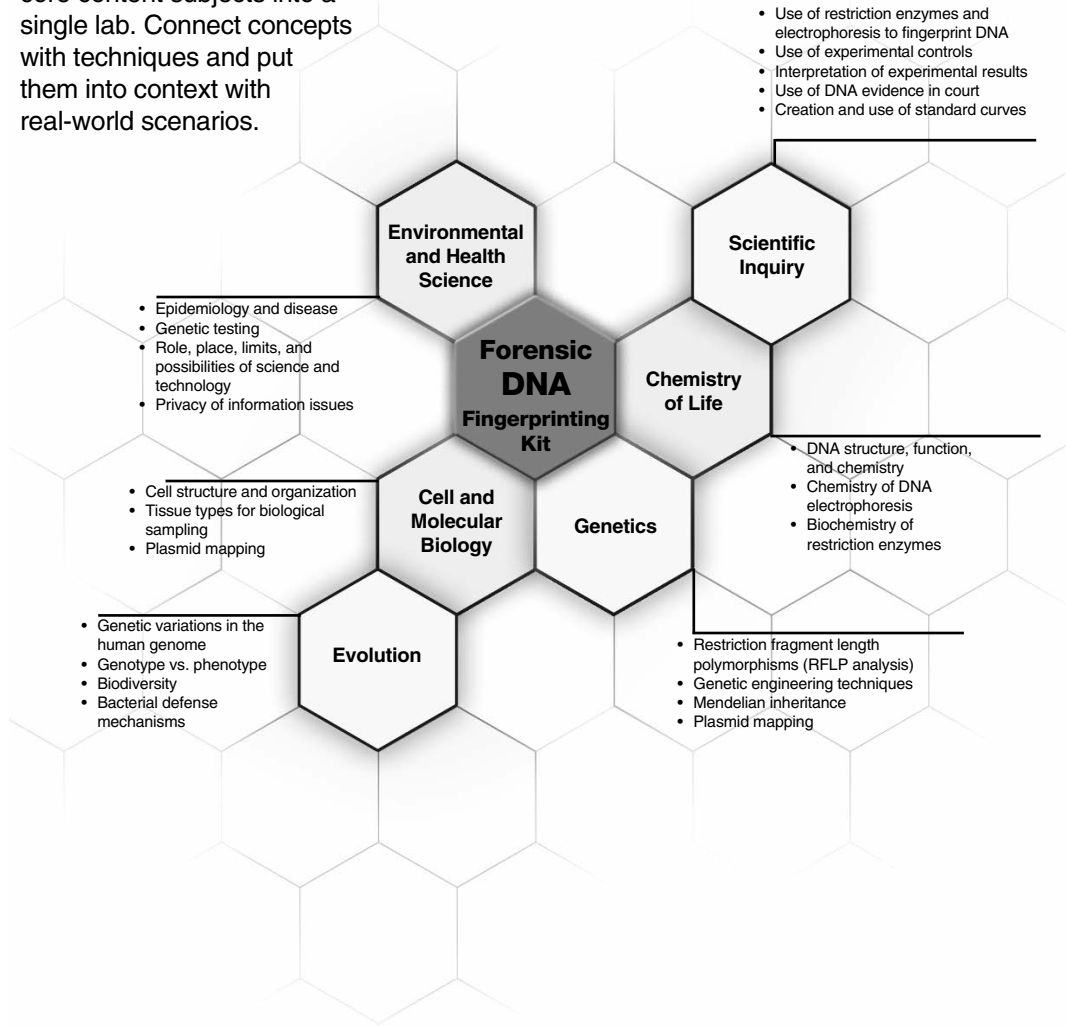 core content subjects into a
single lab. Connect concepts
with techniques and put
them into context with
real-world scenarios.
• Use of restriction enzymes and
electrophoresis to fingerprint DNA
• Use of experimental controls
• Interpretation of experimental results
• Use of DNA evidence in court
• Creation and use of standard curves
Environmental
and Health
Science
Scientific
Inquiry
• Epidemiology and disease
• Genetic testing
• Role, place, limits, and
possibilities of science and
technology
• Privacy of information issues
Forensic
DNA
Fingerprinting
Kit
Chemistry
of Life
• DNA structure, function,
and chemistry
• Chemistry of DNA
electrophoresis
• Biochemistry of
restriction enzymes
• Cell structure and organization
• Tissue types for biological
sampling
• Plasmid mapping
Cell and
Molecular
Biology
Genetics
• Genetic variations in the
human genome
• Genotype vs. phenotype
• Biodiversity
• Bacterial defense
mechanisms
Evolution
• Restriction fragment length
polymorphisms (RFLP analysis)
• Genetic engineering techniques
• Mendelian inheritance
• Plasmid mapping